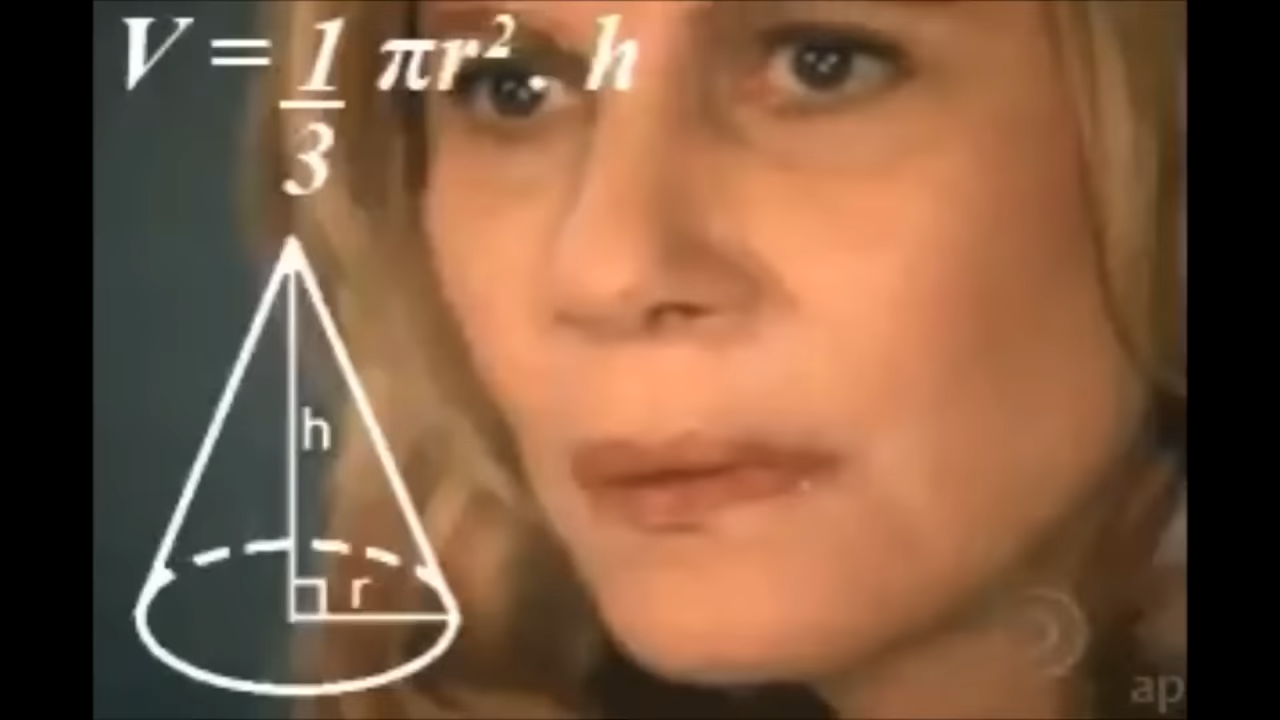 V = 1/3 πr². h
h
r
ap